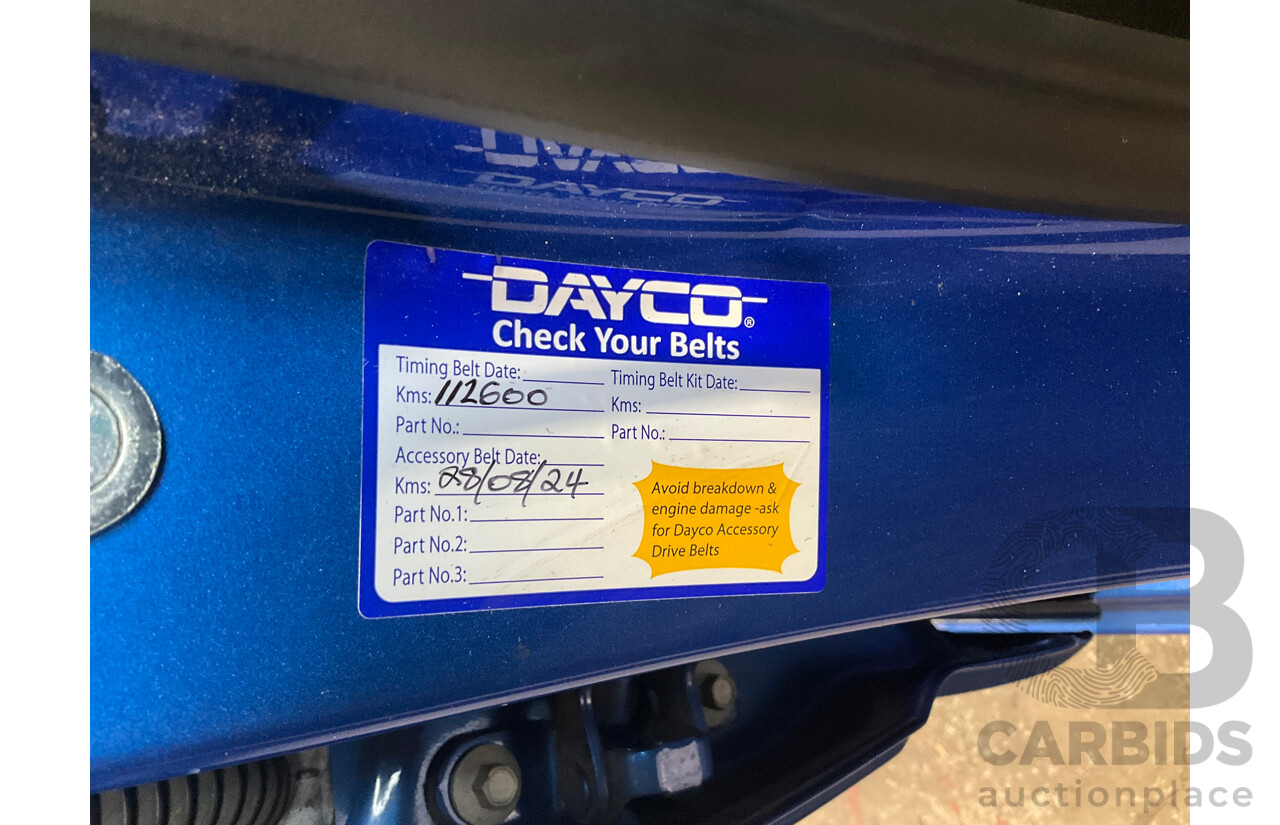 DAYCO
DAYCO®
Check Your Belts
Timing Belt Date:
Kms: 112600
Part No.:
Timing Belt Kit Date:
Kms:
Part No.:
Accessory Belt Date:
Kms: 28/08/24
Part No.1:
Part No.2:
Part No.3:
Avoid breakdown &
engine damage -ask
for Dayco Accessory
Drive Belts
CB
CARBIDS
auctionplace